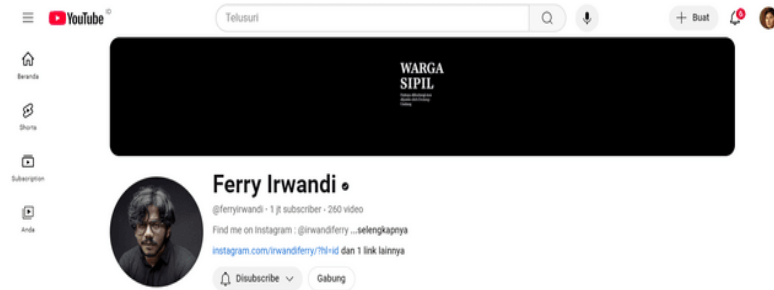 YouTube ID
Telusuri
Buat
Beranda
Shorts
Subscription
Anda
WARGA
SIPIL
Ferry Irwandi
@ferryirwandi · 1 jt subscriber · 260 video
Find me on Instagram : @irwandiferry ...selengkapnya
instagram.com/irwandiferry/?hl=id dan 1 link lainnya
Disubscribe
Gabung